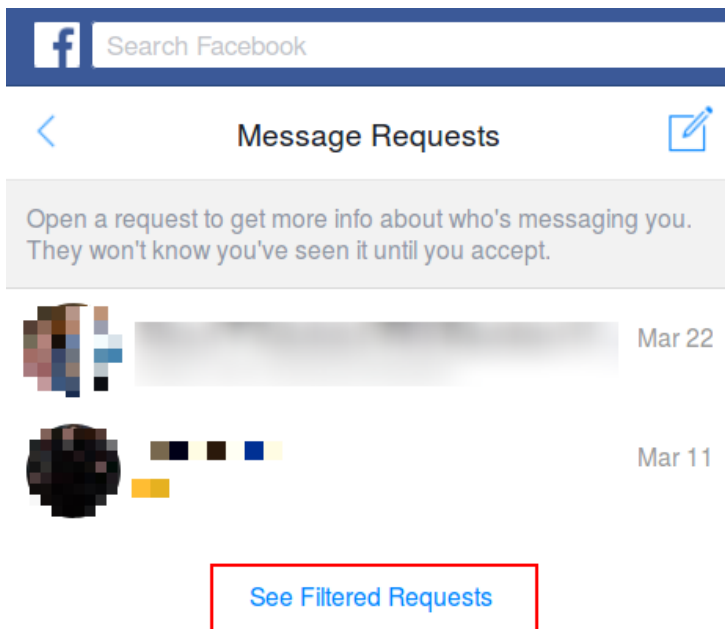 f
Search Facebook
Message Requests
Open a request to get more info about who's messaging you.
They won't know you've seen it until you accept.
Mar 22
Mar 11
See Filtered Requests